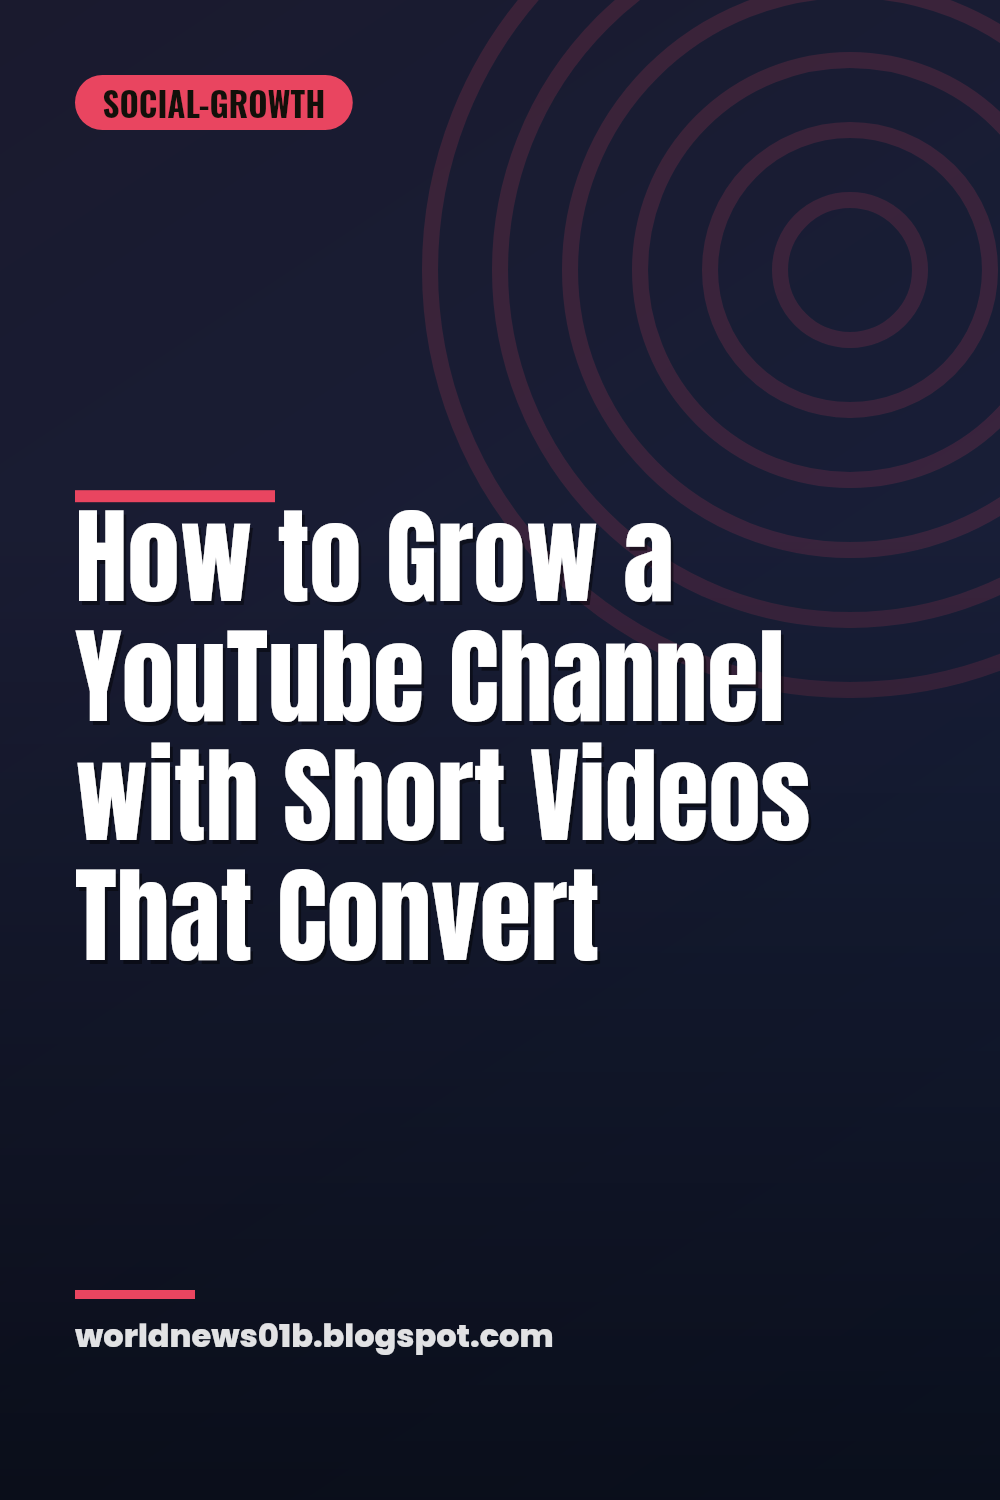 SOCIAL-GROWTH
How to Grow a
YouTube Channel
with Short Videos
That Convert
worldnews01b.blogspot.com